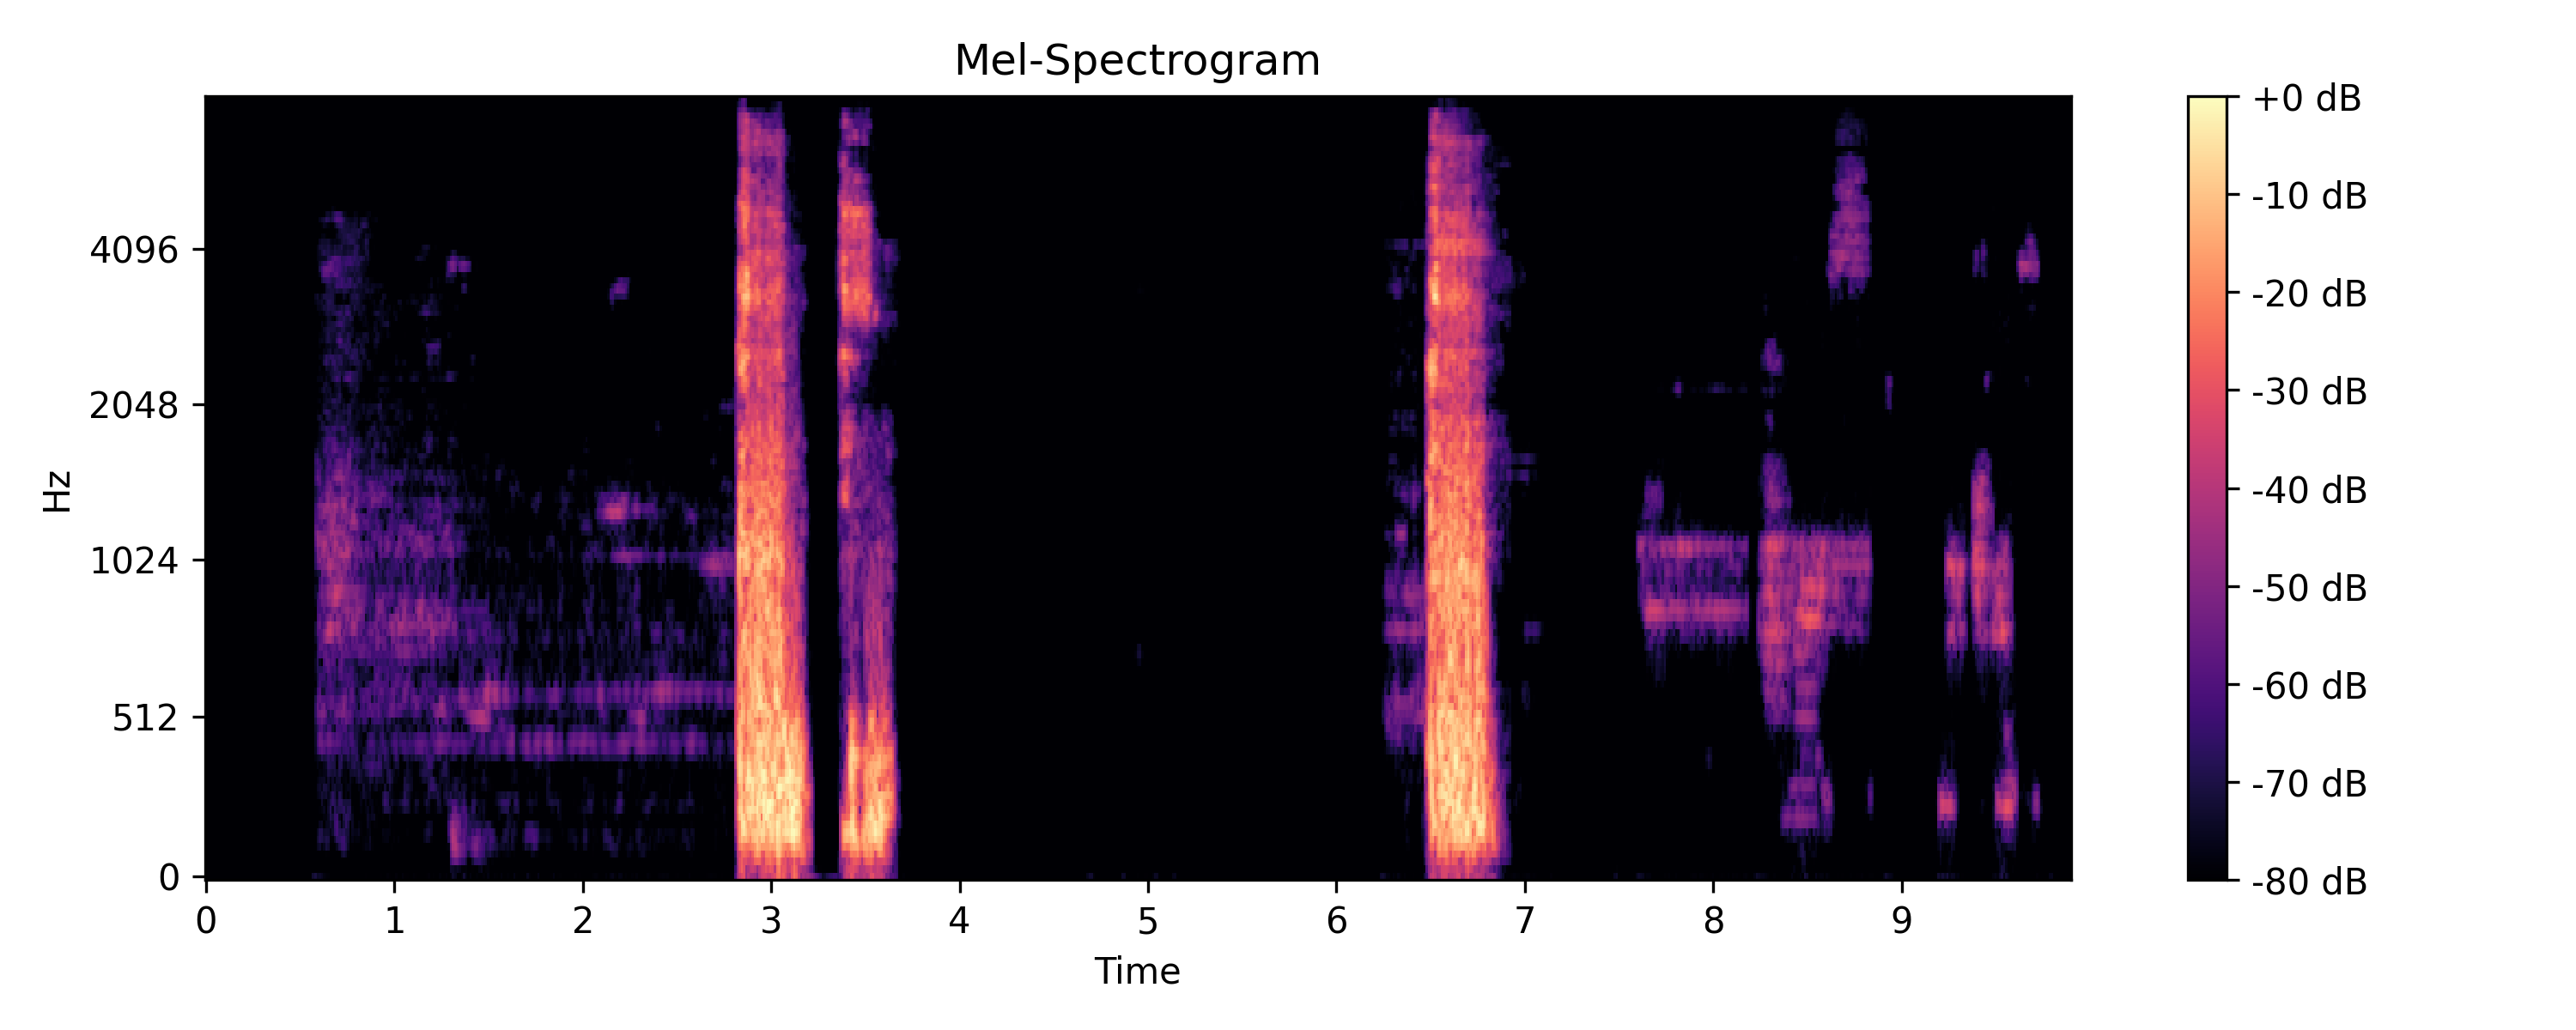 Mel-Spectrogram
+0 dB
-10 dB
-20 dB
-30 dB
-40 dB
-50 dB
-60 dB
-70 dB
-80 dB
Hz
4096
2048
1024
512
0
0 1 2 3 4 5 6 7 8 9
Time